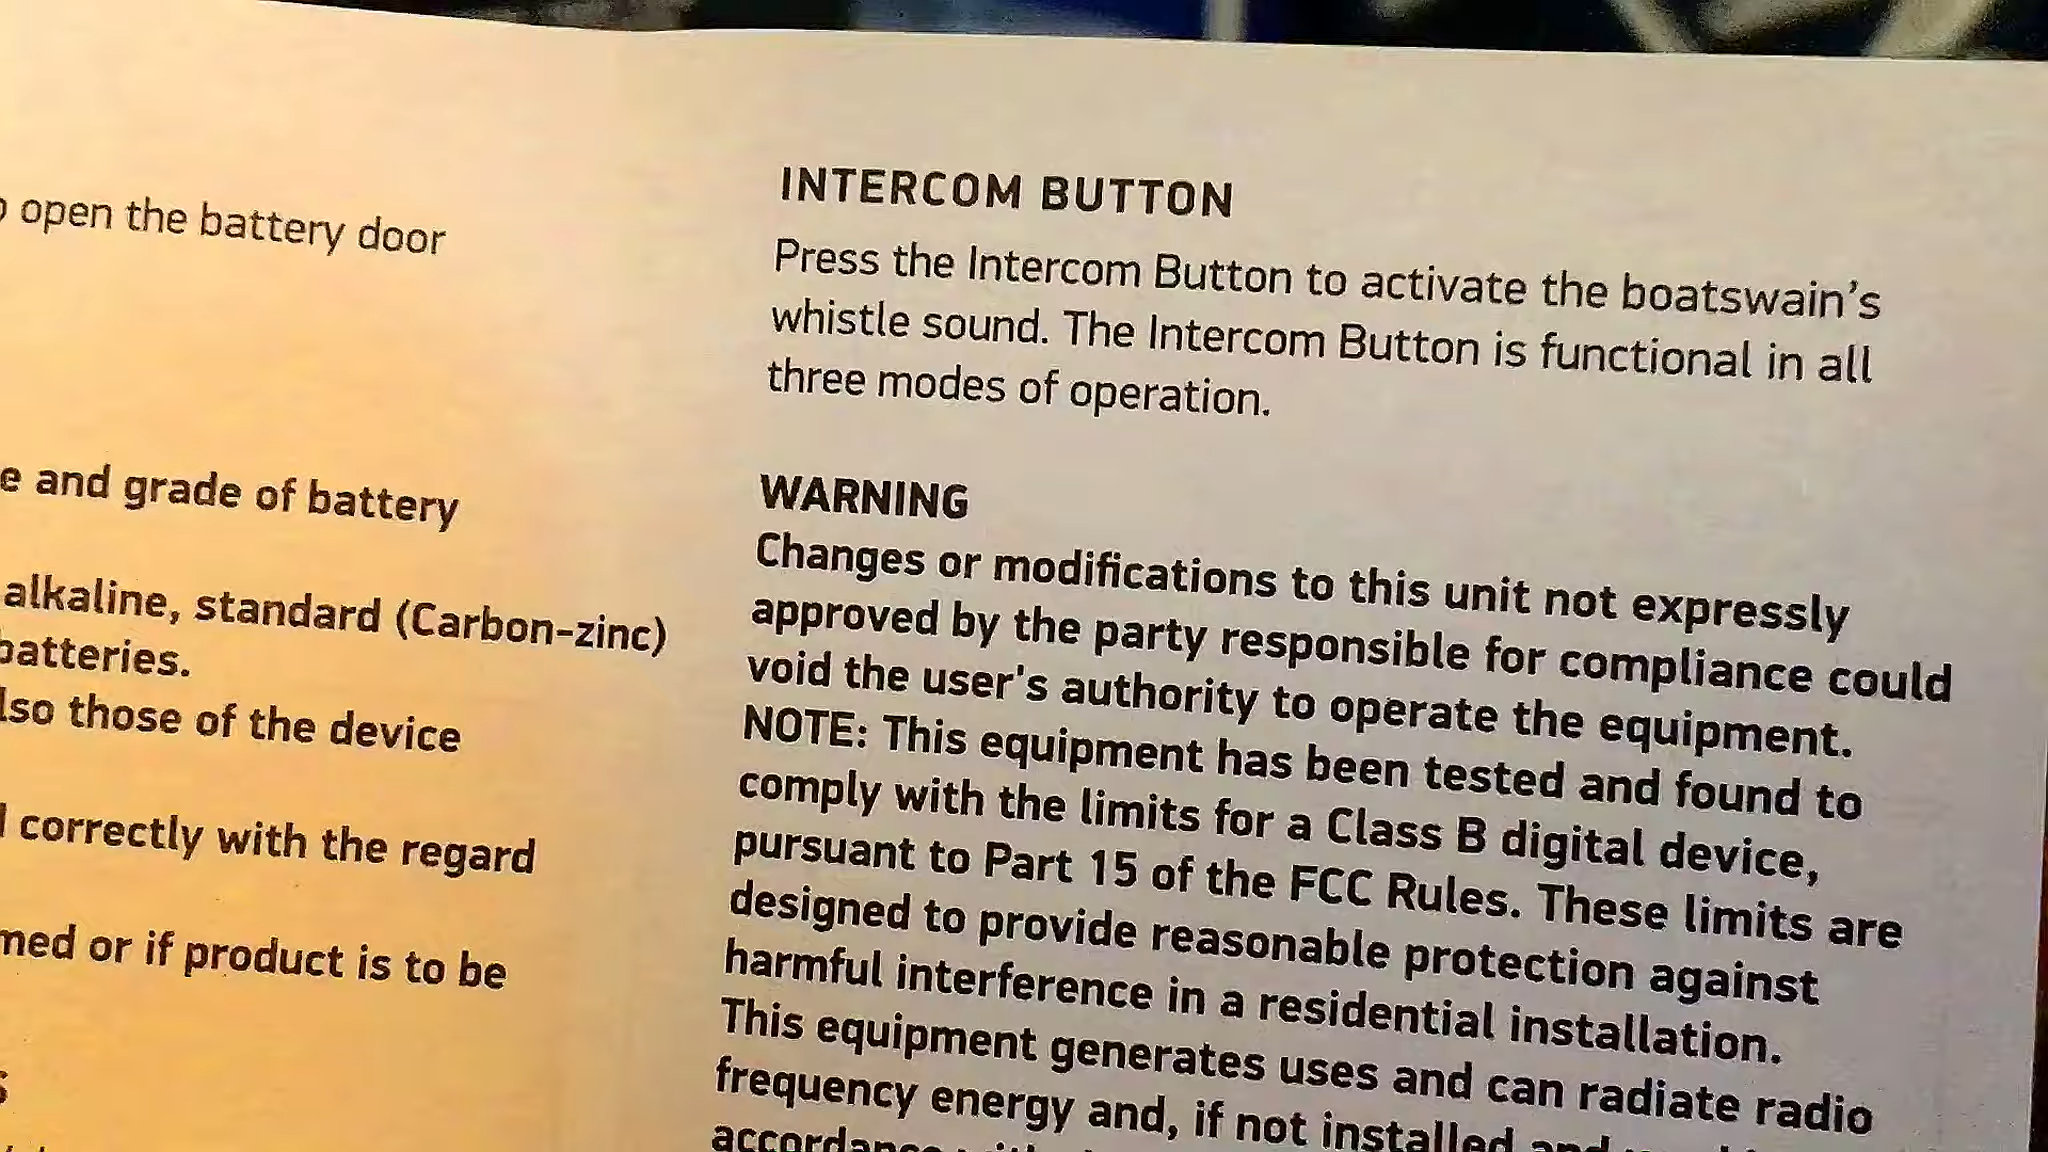 open the battery door
e and grade of battery
alkaline, standard (Carbon-zinc)
batteries.
lso those of the device
correctly with the regard
med or if product is to be
INTERCOM BUTTON
Press the Intercom Button to activate the boatswain's
whistle sound. The Intercom Button is functional in all
three modes of operation.
WARNING
Changes or modifications to this unit not expressly
approved by the party responsible for compliance could
void the user's authority to operate the equipment.
NOTE: This equipment has been tested and found to
comply with the limits for a Class B digital device,
pursuant to Part 15 of the FCC Rules. These limits are
designed to provide reasonable protection against
harmful interference in a residential installation.
This equipment generates uses and can radiate radio
frequency energy and, if not installed and
accordance